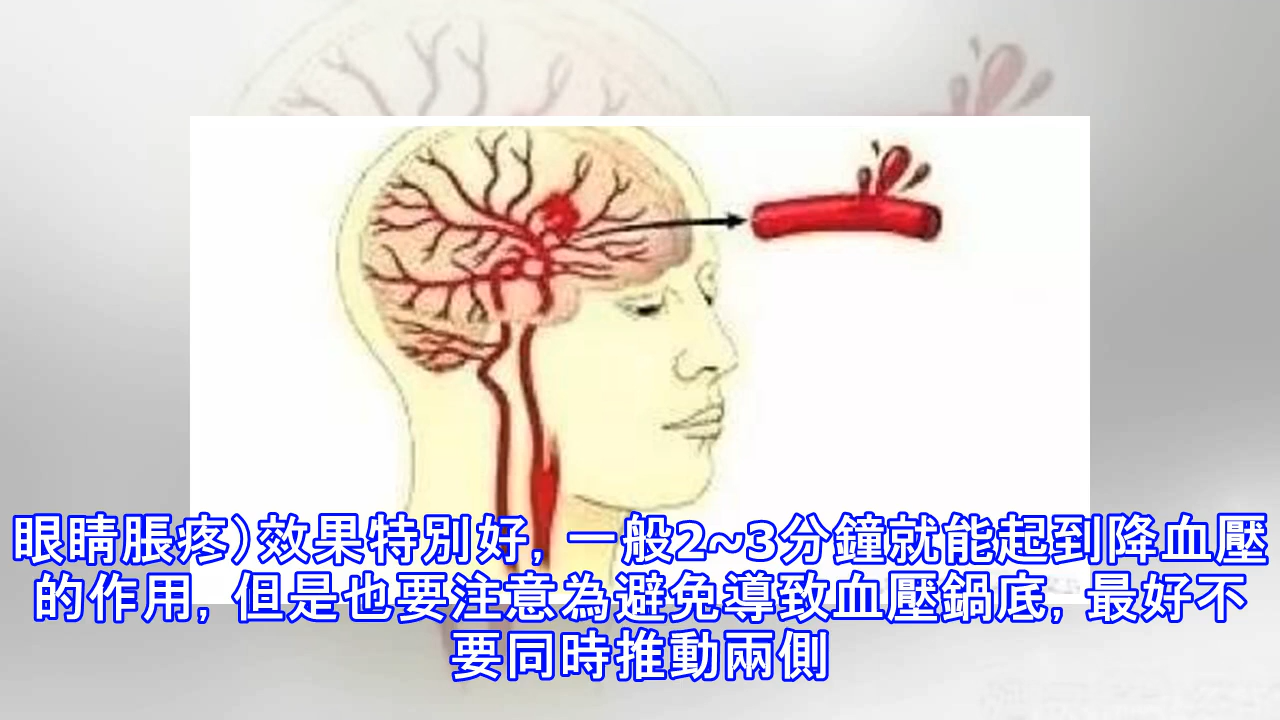 眼睛脹疼)效果特別好, 一般2~3分鐘就能起到降血壓
的作用, 但是也要注意為避免導致血壓鍋底, 最好不
要同時推動兩側